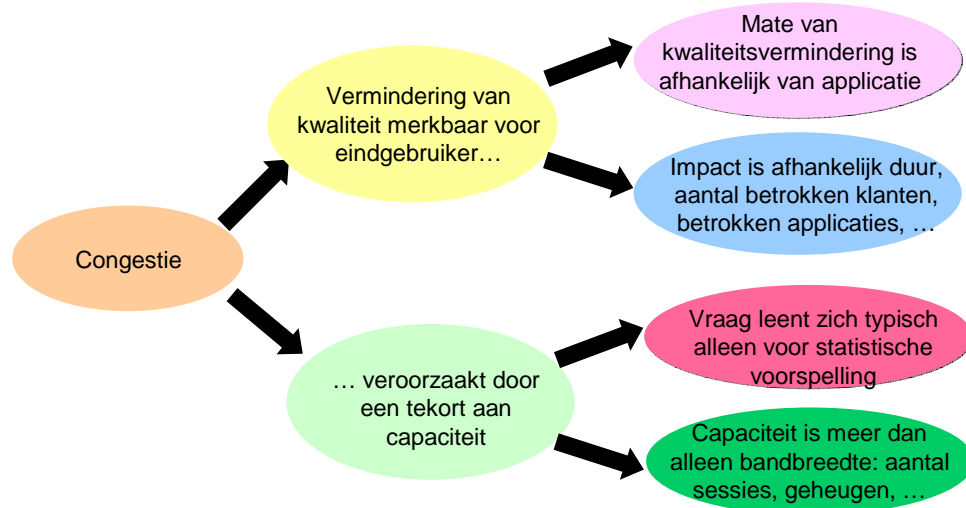 Mate van
kwaliteitsvermindering is
afhankelijk van applicatie
Vermindering van
kwaliteit merkbaar voor
eindgebruiker…
Impact is afhankelijk duur,
aantal betrokken klanten,
betrokken applicaties, …
Congestie
Vraag leent zich typisch
alleen voor statistische
voorspelling
… veroorzaakt door
een tekort aan
capaciteit
Capaciteit is meer dan
alleen bandbreedte: aantal
sessies, geheugen, …